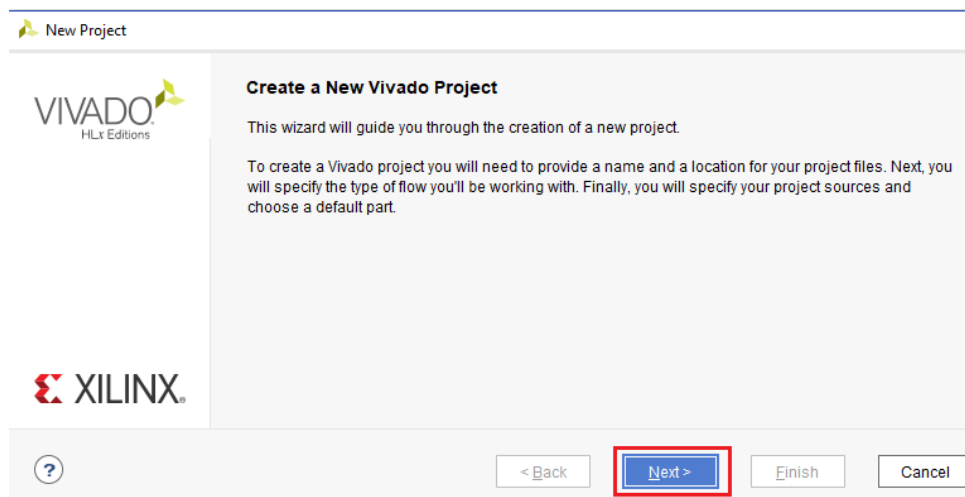 New Project
VIVADO.
HLx Editions
Create a New Vivado Project
This wizard will guide you through the creation of a new project.
To create a Vivado project you will need to provide a name and a location for your project files. Next, you
will specify the type of flow you'll be working with. Finally, you will specify your project sources and
choose a default part.
XILINX.
?
< Back
Next >
Finish
Cancel